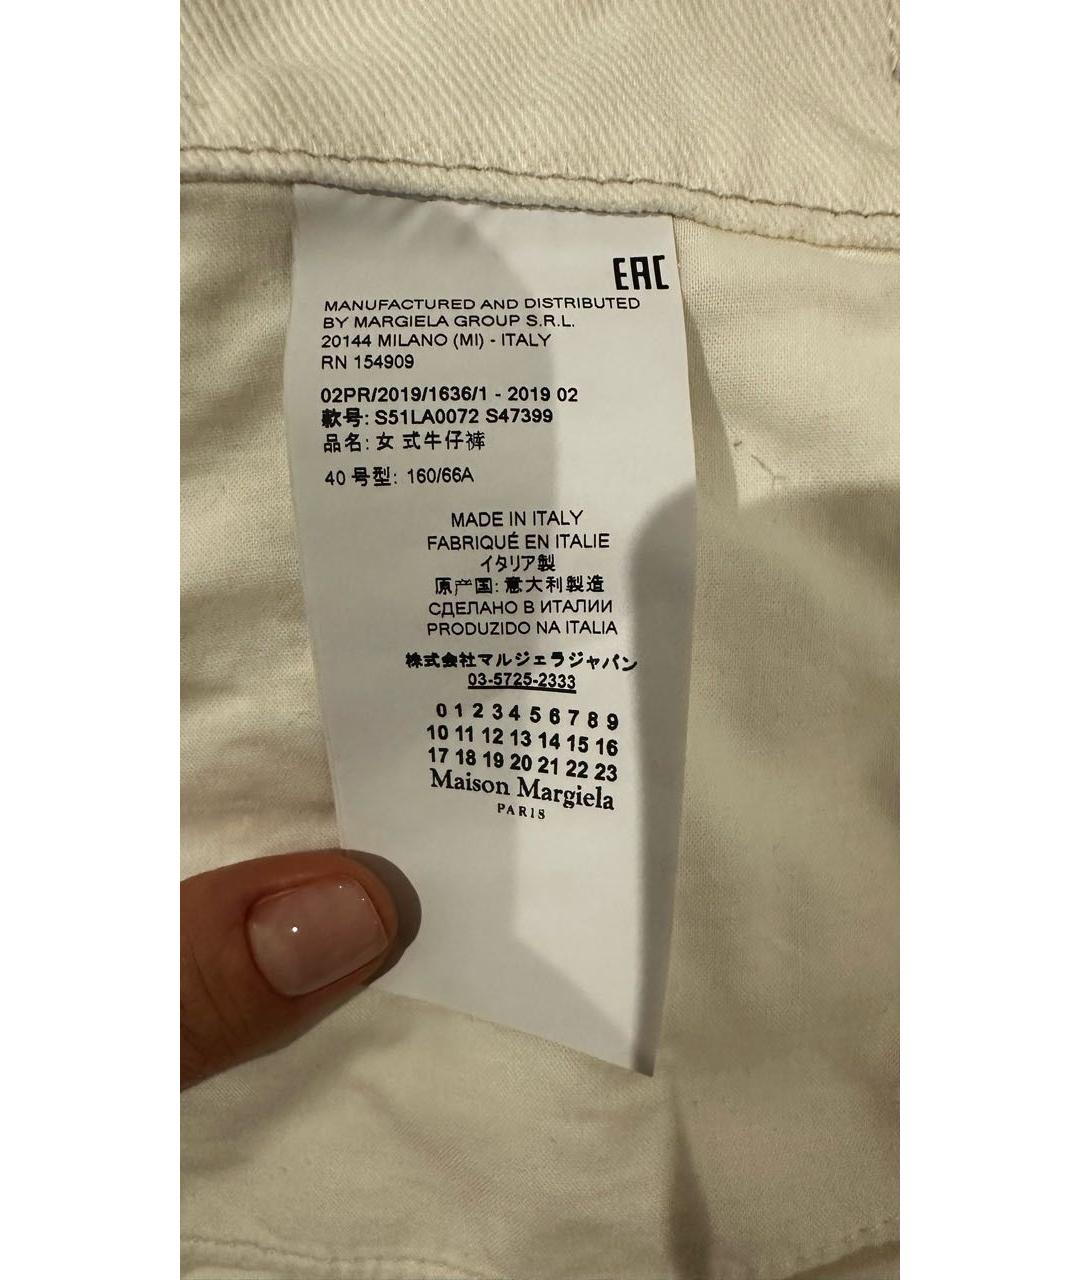 EAC
MANUFACTURED AND DISTRIBUTED
BY MARGIELA GROUP S.R.L.
20144 MILANO (MI) - ITALY
RN 154909
02PR/2019/1636/1 - 2019 02
款号: S51LA0072 S47399
品名: 女 式牛仔裤
40 号型: 160/66A
MADE IN ITALY
FABRIQUÉ EN ITALIE
イタリア製
原产国: 意大利製造
СДЕЛАНО В ИТАЛИИ
PRODUZIDO NA ITALIA
株式会社マルジェラジャパン
03-5725-2333
0 1 2 3 4 5 6 7 8 9
10 11 12 13 14 15 16
17 18 19 20 21 22 23
Maison Margiela
PARIS